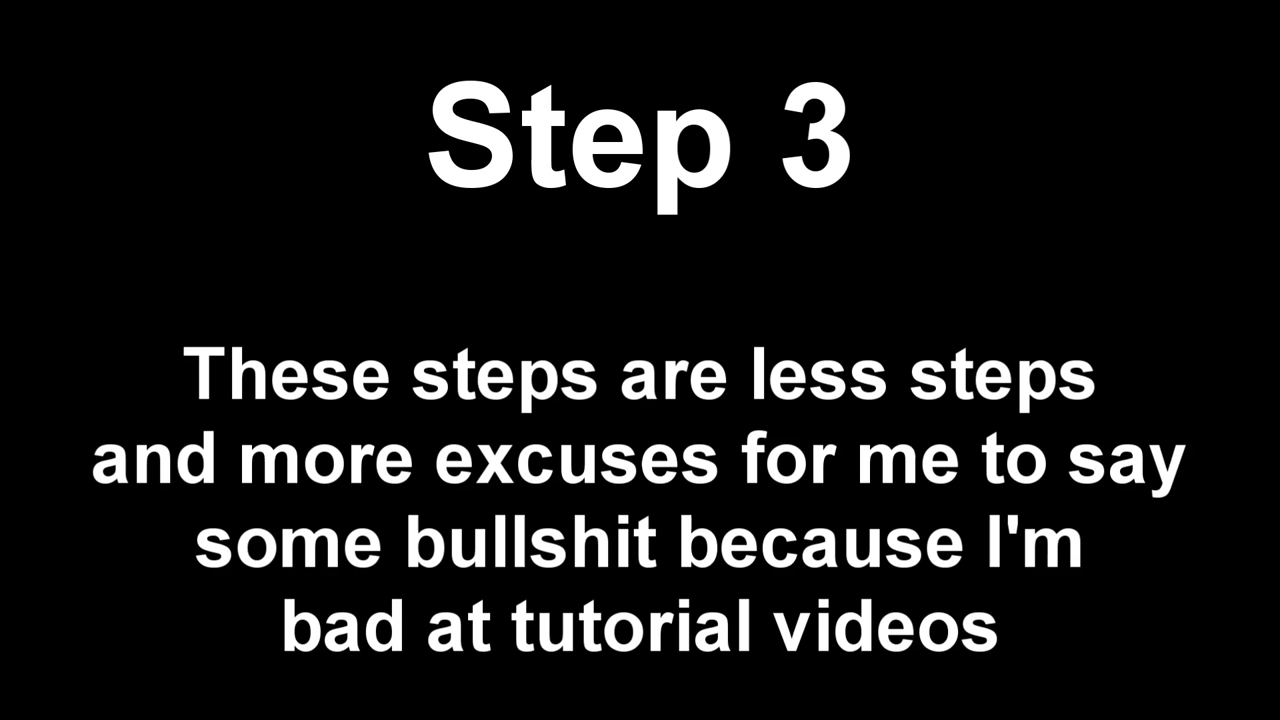 Step 3
These steps are less steps
and more excuses for me to say
some bullshit because I'm
bad at tutorial videos